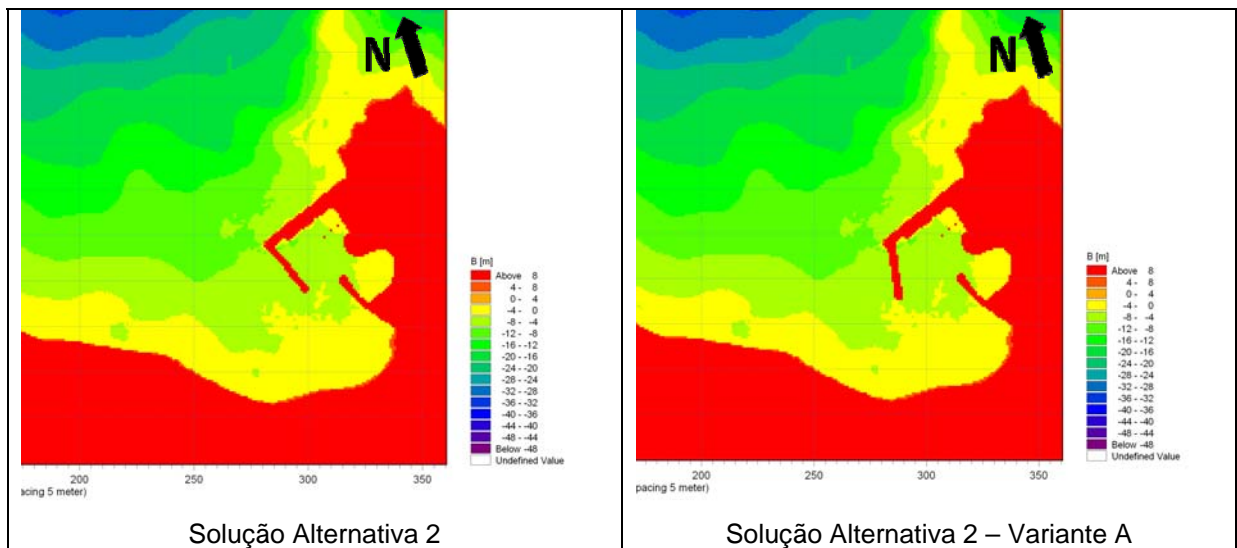 N
B [m]
Above 8
4 - 8
0 - 4
-4 - 0
-8 - -4
-12 - -8
-16 - -12
-20 - -16
-24 - -20
-28 - -24
-32 - -28
-36 - -32
-40 - -36
-44 - -40
-48 - -44
Below -48
Undefined Value
200 250 300 350
acing 5 meter)
Solução Alternativa 2
N
B [m]
Above 8
4 - 8
0 - 4
-4 - 0
-8 - -4
-12 - -8
-16 - -12
-20 - -16
-24 - -20
-28 - -24
-32 - -28
-36 - -32
-40 - -36
-44 - -40
-48 - -44
Below -48
Undefined Value
200 250 300 350
pacing 5 meter)
Solução Alternativa 2 – Variante A